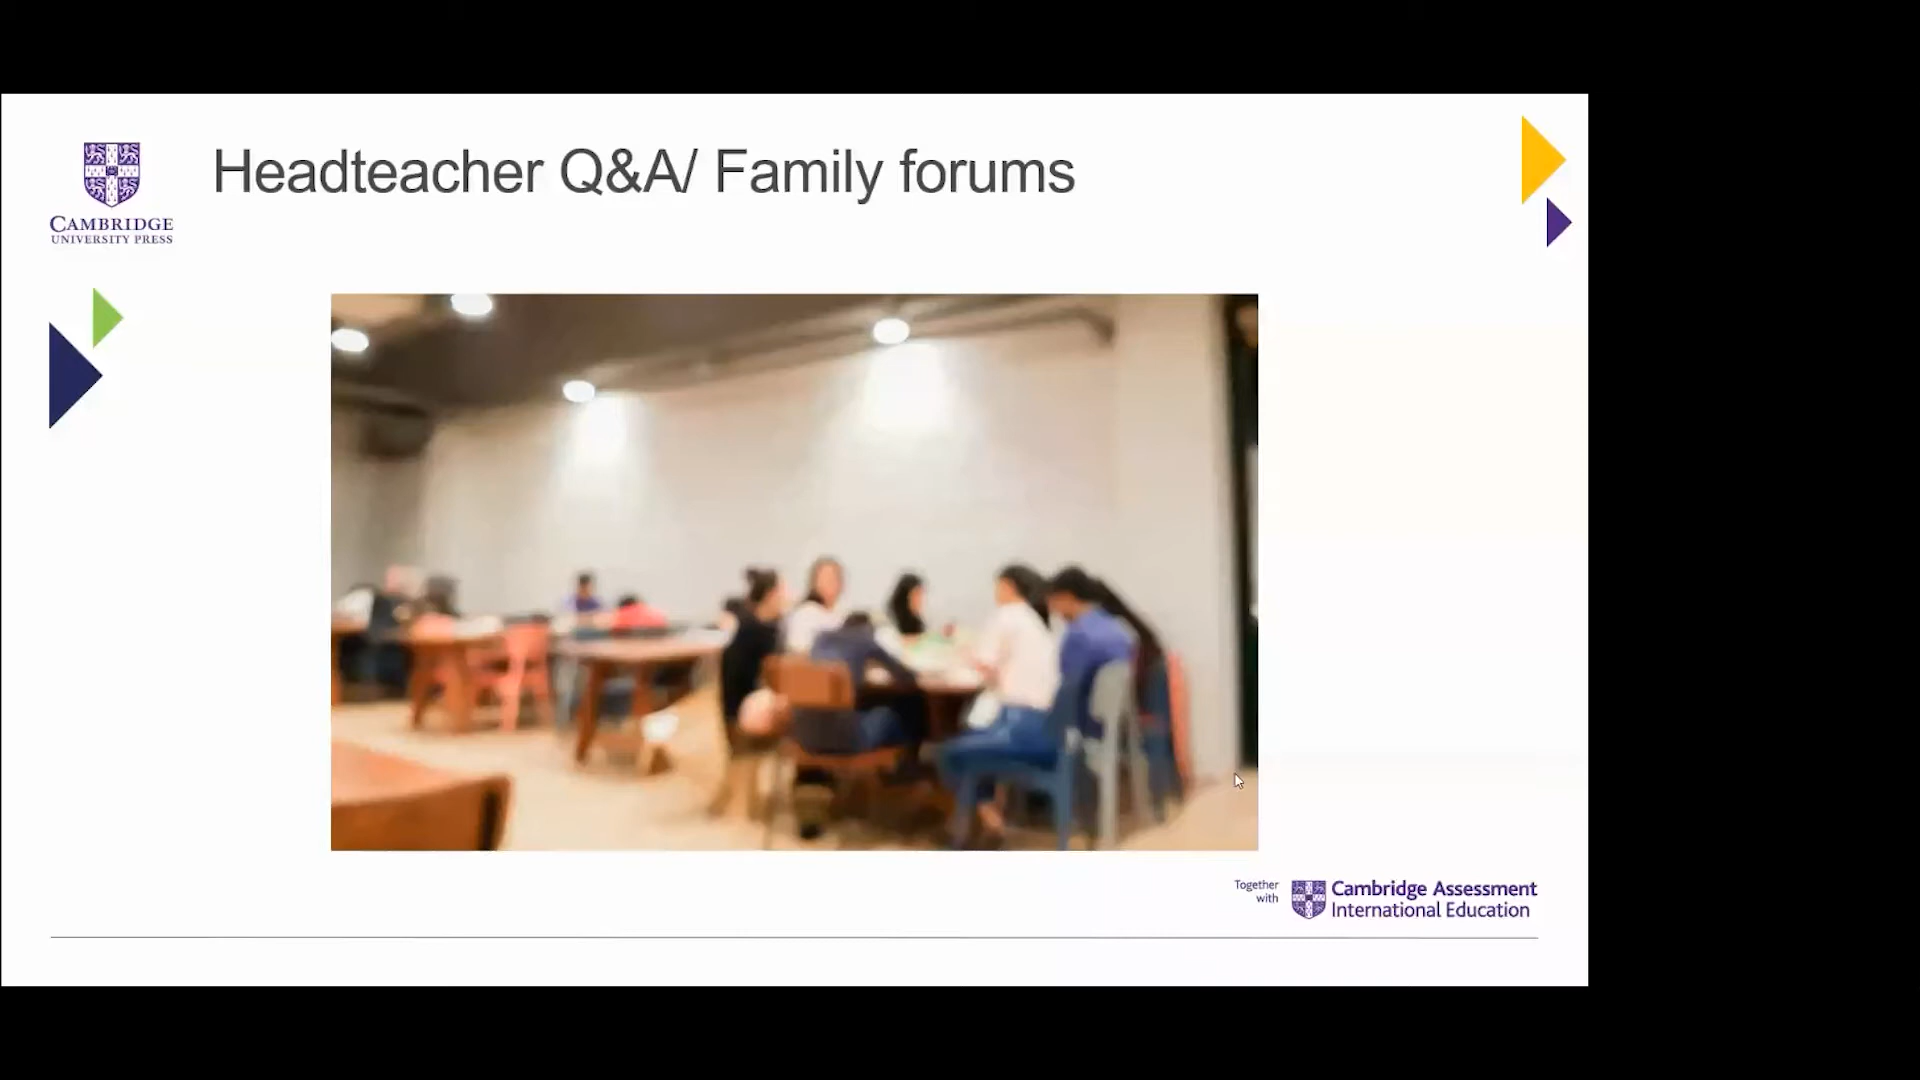 Headteacher Q&A/ Family forums
CAMBRIDGE
UNIVERSITY PRESS
Together
with
Cambridge Assessment
International Education